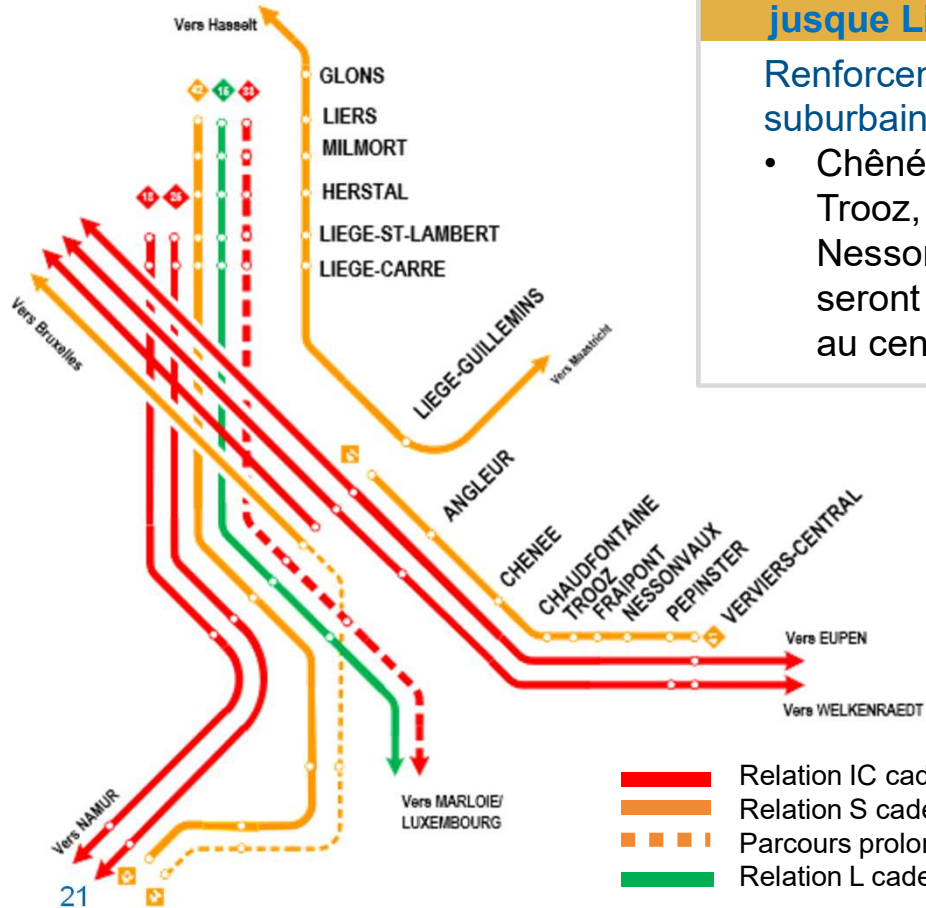 Vers Hasselt
GLONS
LIERS
MILMORT
HERSTAL
LIEGE-ST-LAMBERT
LIEGE-CARRE
42
16
33
18
25
Vers Bruxelles
LIEGE-GUILLEMINS
Vers Maastricht
ANGLEUR
CHENEE
CHAUDFONTAINE
TROOZ
FRAIPONT
NESSONVAUX
PEPINSTER
VERVIERS-CENTRAL
Vers EUPEN
Vers WELKENRAEDT
Vers MARLOIE/
LUXEMBOURG
Vers NAMUR
21
jusque Li
Renforcer
suburbain
• Chêné
Trooz,
Nesson
seront
au cen
Relation IC cad
Relation S cade
Parcours prolon
Relation L cade